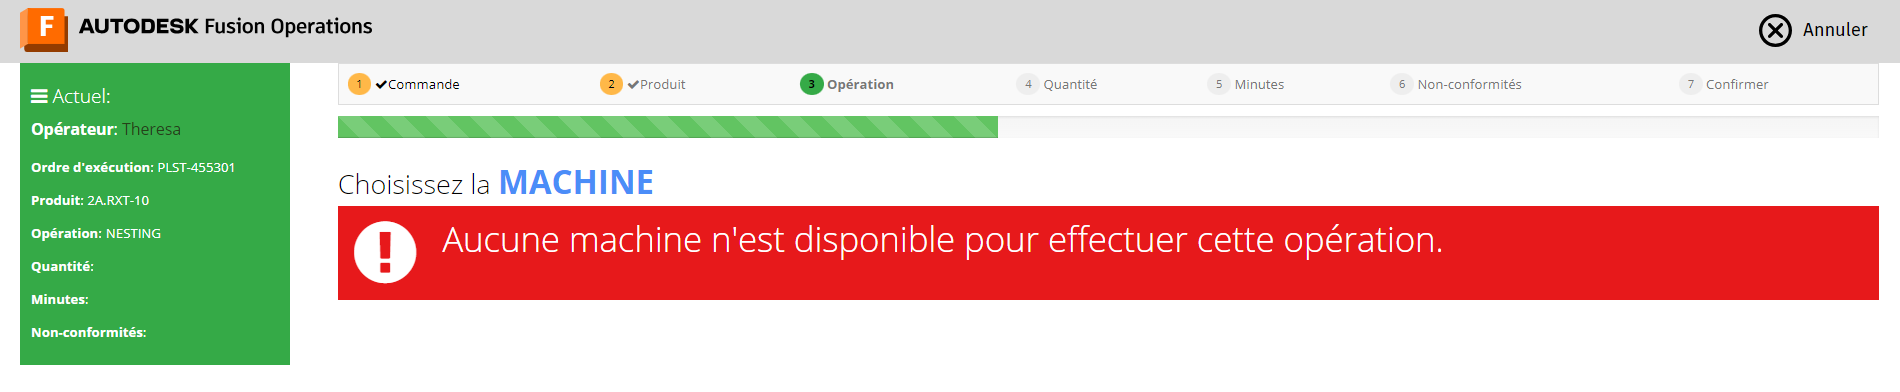 F AUTODESK Fusion Operations
Annuler
Actuel:
Opérateur: Theresa
Ordre d'exécution: PLST-455301
Produit: 2A.RXT-10
Opération: NESTING
Quantité:
Minutes:
Non-conformités:
1 Commande 2 Produit 3 Opération 4 Quantité 5 Minutes 6 Non-conformités 7 Confirmer
Choisissez la MACHINE
Aucune machine n'est disponible pour effectuer cette opération.